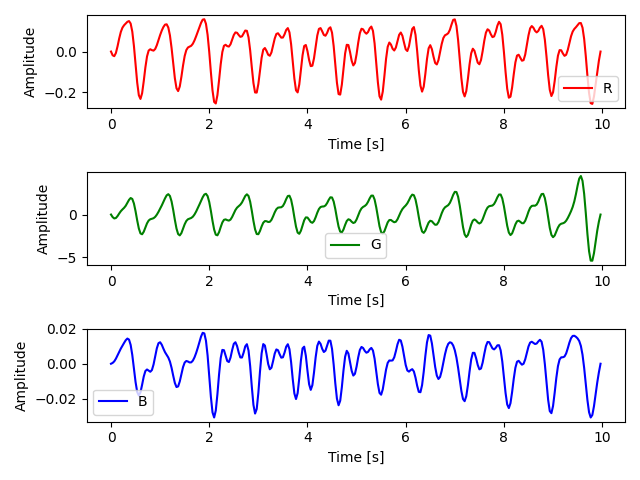 Amplitude
0.0
−0.2
R
0 2 4 6 8 10
Time [s]
Amplitude
0
−5
G
0 2 4 6 8 10
Time [s]
Amplitude
0.02
0.00
−0.02
B
0 2 4 6 8 10
Time [s]